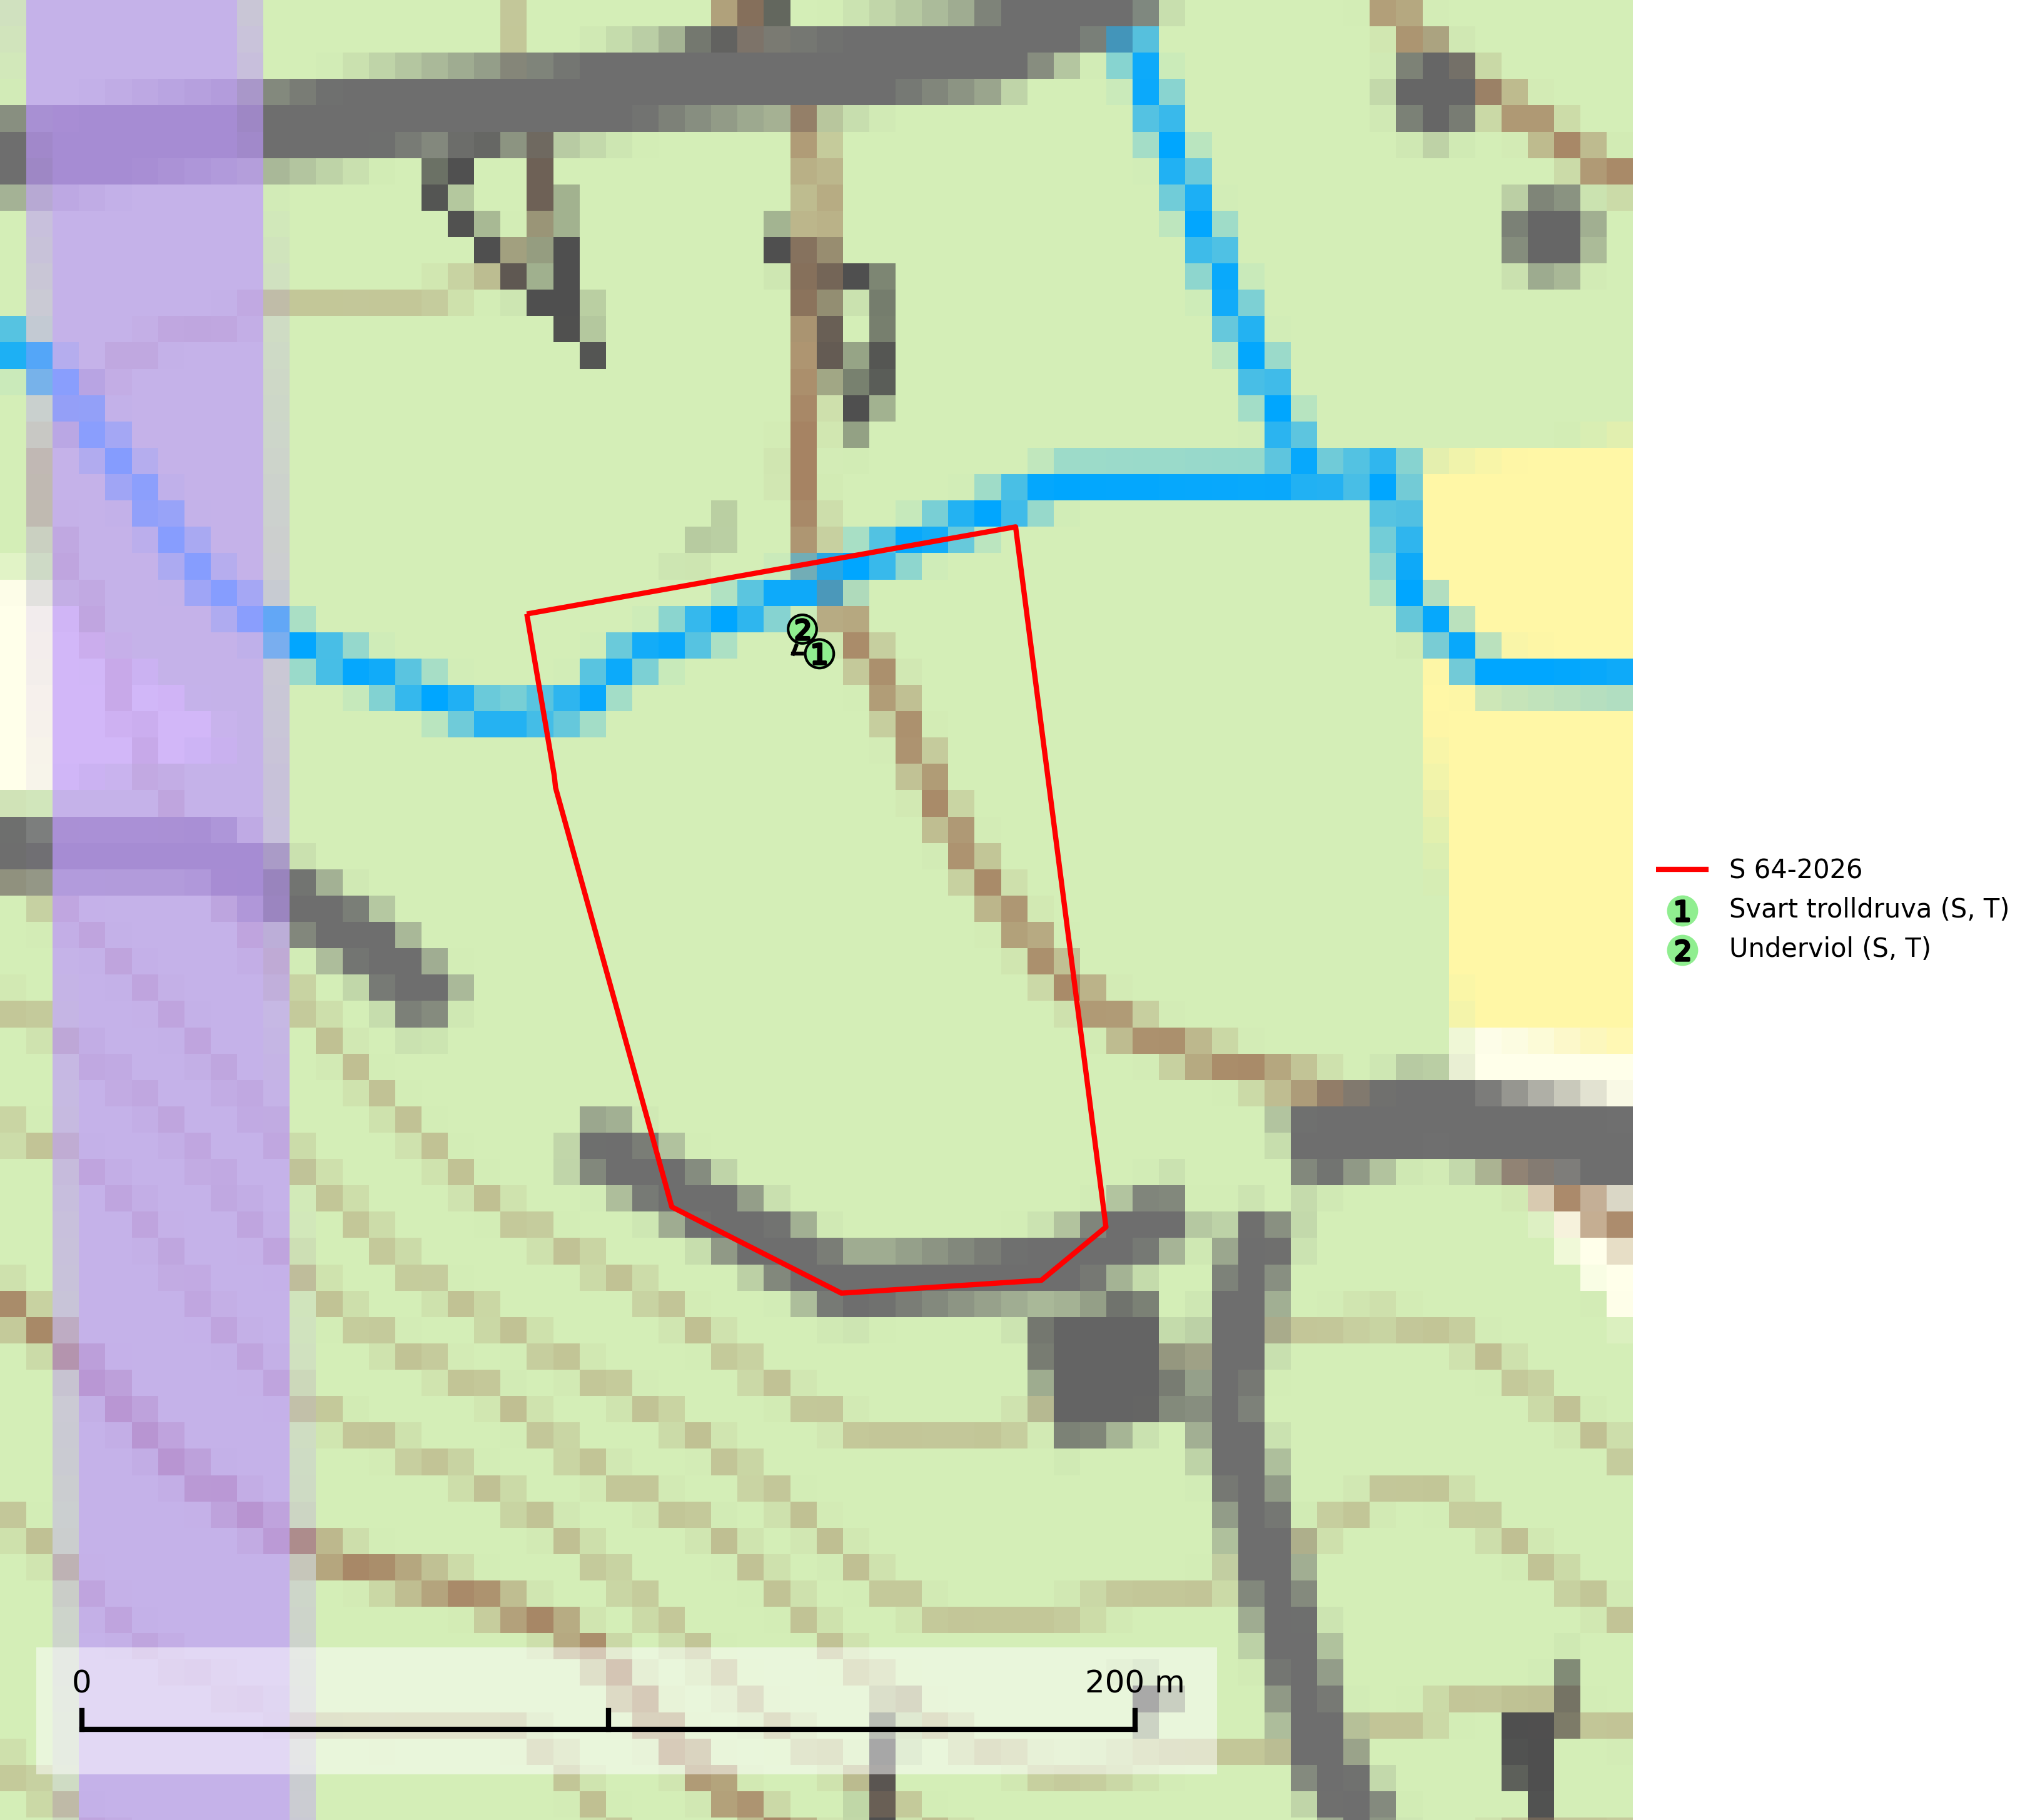 2
1
S 64-2026
1 Svart trolldruva (S, T)
2 Underviol (S, T)
0 200 m